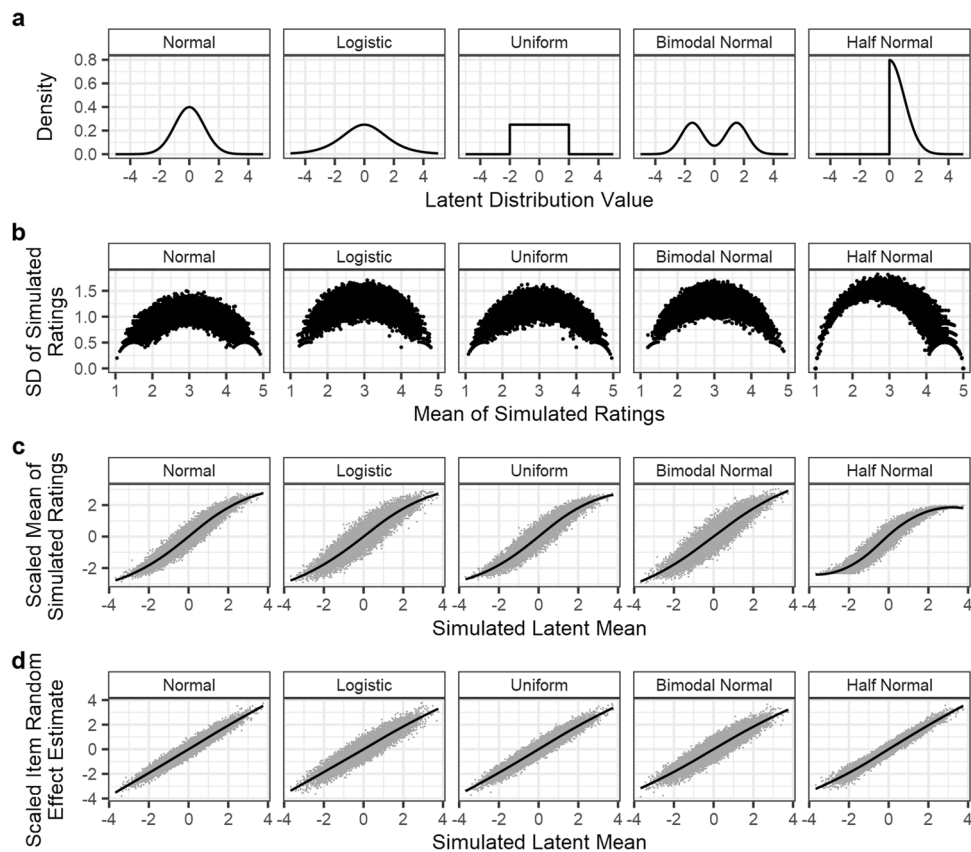 a
Normal Logistic Uniform Bimodal Normal Half Normal
Density
0.8
0.6
0.4
0.2
0.0
-4 -2 0 2 4 -4 -2 0 2 4 -4 -2 0 2 4 -4 -2 0 2 4 -4 -2 0 2 4
Latent Distribution Value
b
Normal Logistic Uniform Bimodal Normal Half Normal
SD of Simulated
Ratings
1.5
1.0
0.5
0.0
1 2 3 4 5 1 2 3 4 5 1 2 3 4 5 1 2 3 4 5 1 2 3 4 5
Mean of Simulated Ratings
c
Normal Logistic Uniform Bimodal Normal Half Normal
Scaled Mean of
Simulated Ratings
2
0
-2
-4 -2 0 2 4 -4 -2 0 2 4 -4 -2 0 2 4 -4 -2 0 2 4 -4 -2 0 2 4
Simulated Latent Mean
d
Normal Logistic Uniform Bimodal Normal Half Normal
Scaled Item Random
Effect Estimate
4
2
0
-2
-4
-4 -2 0 2 4 -4 -2 0 2 4 -4 -2 0 2 4 -4 -2 0 2 4 -4 -2 0 2 4
Simulated Latent Mean